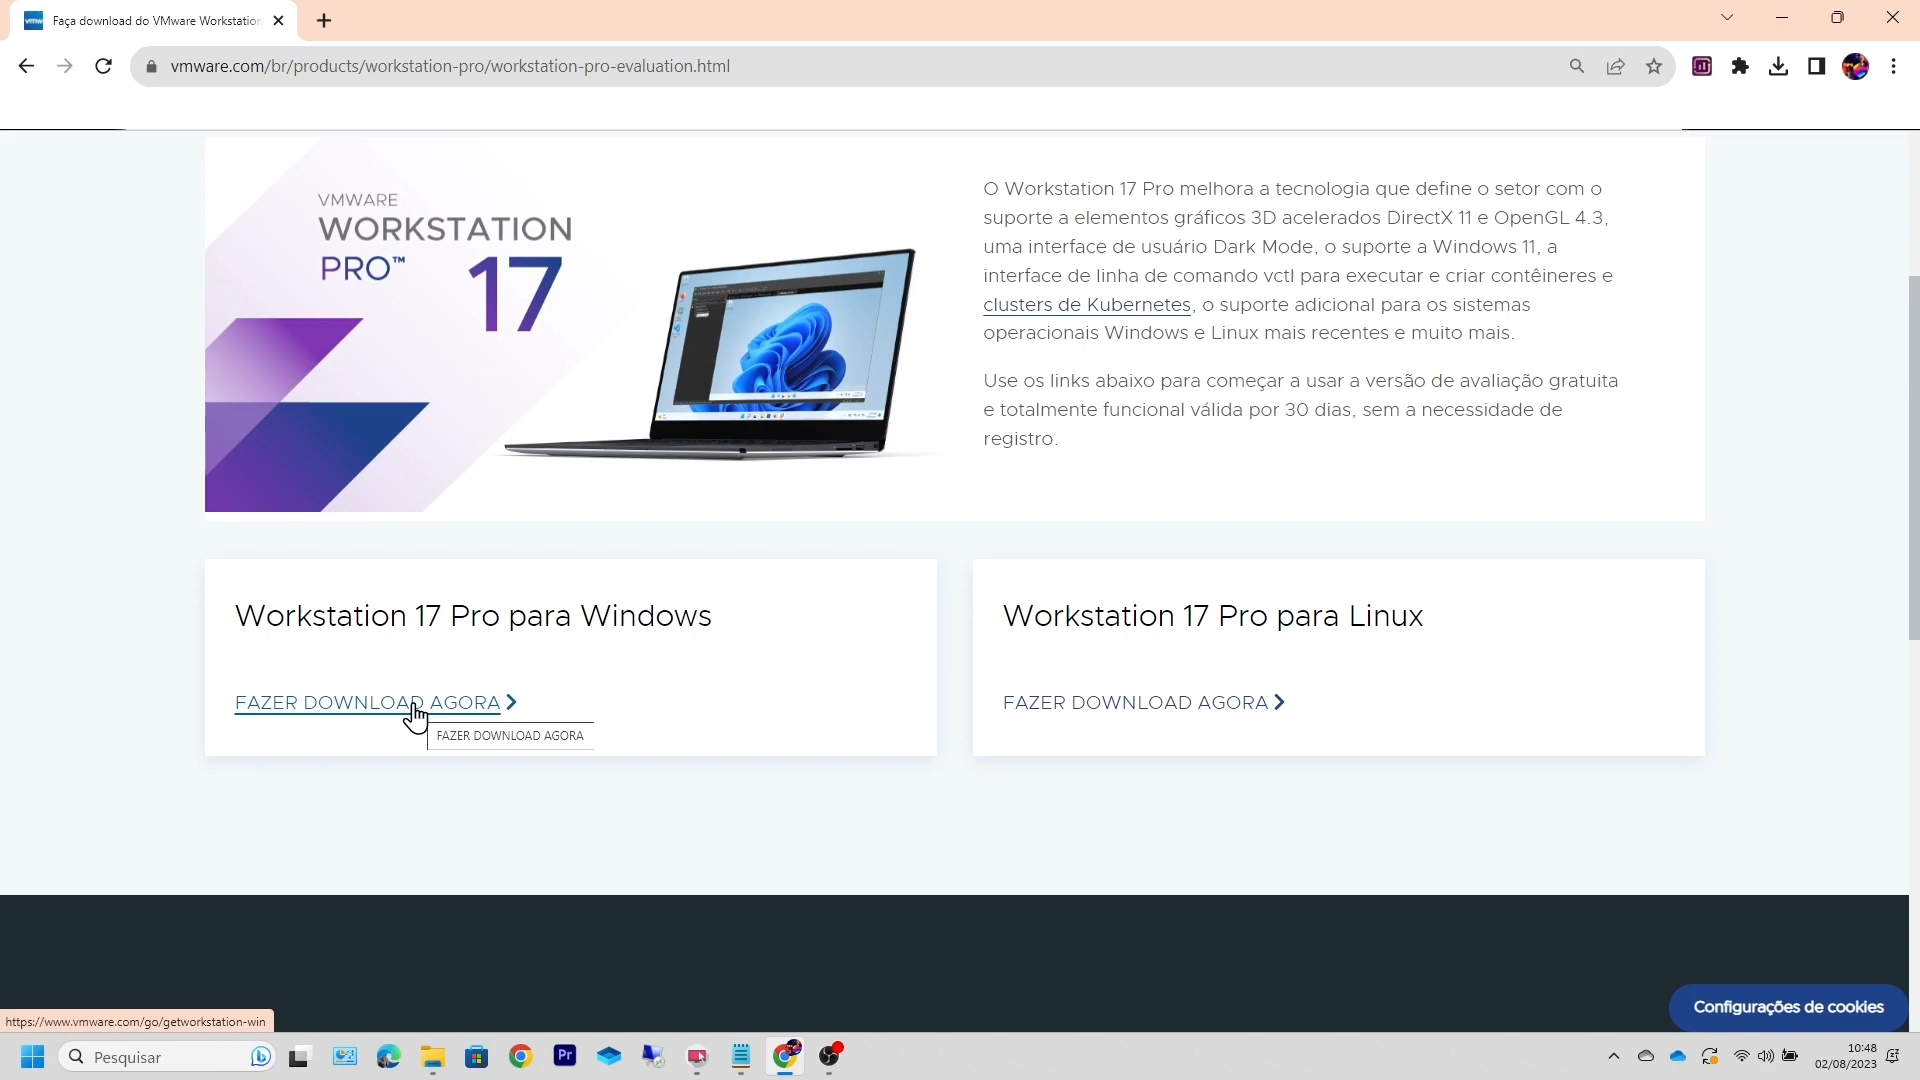 Faça download do VMware Workstation
vmware.com/br/products/workstation-pro/workstation-pro-evaluation.html
VMWARE
WORKSTATION
PRO™ 17
O Workstation 17 Pro melhora a tecnologia que define o setor com o
suporte a elementos gráficos 3D acelerados DirectX 11 e OpenGL 4.3,
uma interface de usuário Dark Mode, o suporte a Windows 11, a
interface de linha de comando vctl para executar e criar contêineres e
clusters de Kubernetes, o suporte adicional para os sistemas
operacionais Windows e Linux mais recentes e muito mais.
Use os links abaixo para começar a usar a versão de avaliação gratuita
e totalmente funcional válida por 30 dias, sem a necessidade de
registro.
Workstation 17 Pro para Windows
FAZER DOWNLOAD AGORA
FAZER DOWNLOAD AGORA
Workstation 17 Pro para Linux
FAZER DOWNLOAD AGORA
Configurações de cookies
https://www.vmware.com/go/getworkstation-win
Pesquisar
Pr
10:48
02/08/2023